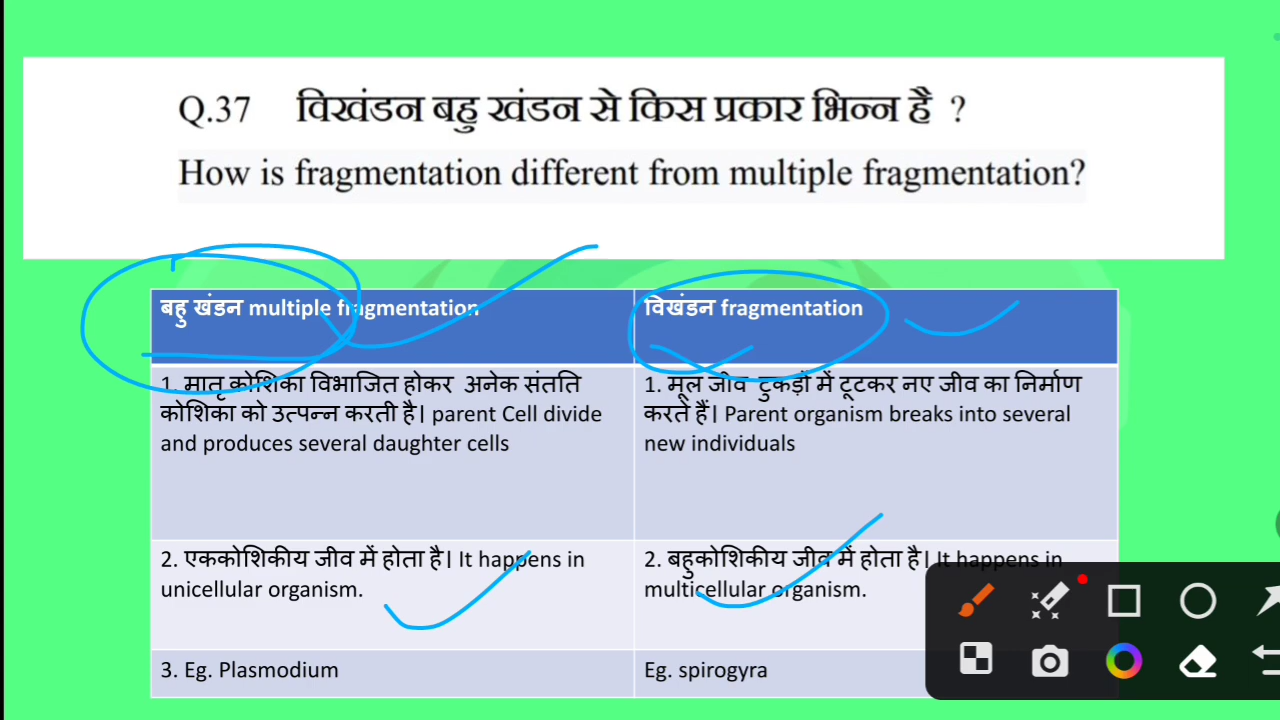 Q.37 विखंडन बहु खंडन से किस प्रकार भिन्न है ?
How is fragmentation different from multiple fragmentation?
बहु खंडन multiple fragmentation
विखंडन fragmentation
1. मातृ कोशिका विभाजित होकर अनेक संतति
कोशिका को उत्पन्न करती है| parent Cell divide
and produces several daughter cells
1. मूल जीव टुकड़ों में टूटकर नए जीव का निर्माण
करते हैं| Parent organism breaks into several
new individuals
2. एककोशिकीय जीव में होता है| It happens in
unicellular organism.
2. बहुकोशिकीय जीव में होता है| It happens in
multicellular organism.
3. Eg. Plasmodium
Eg. spirogyra